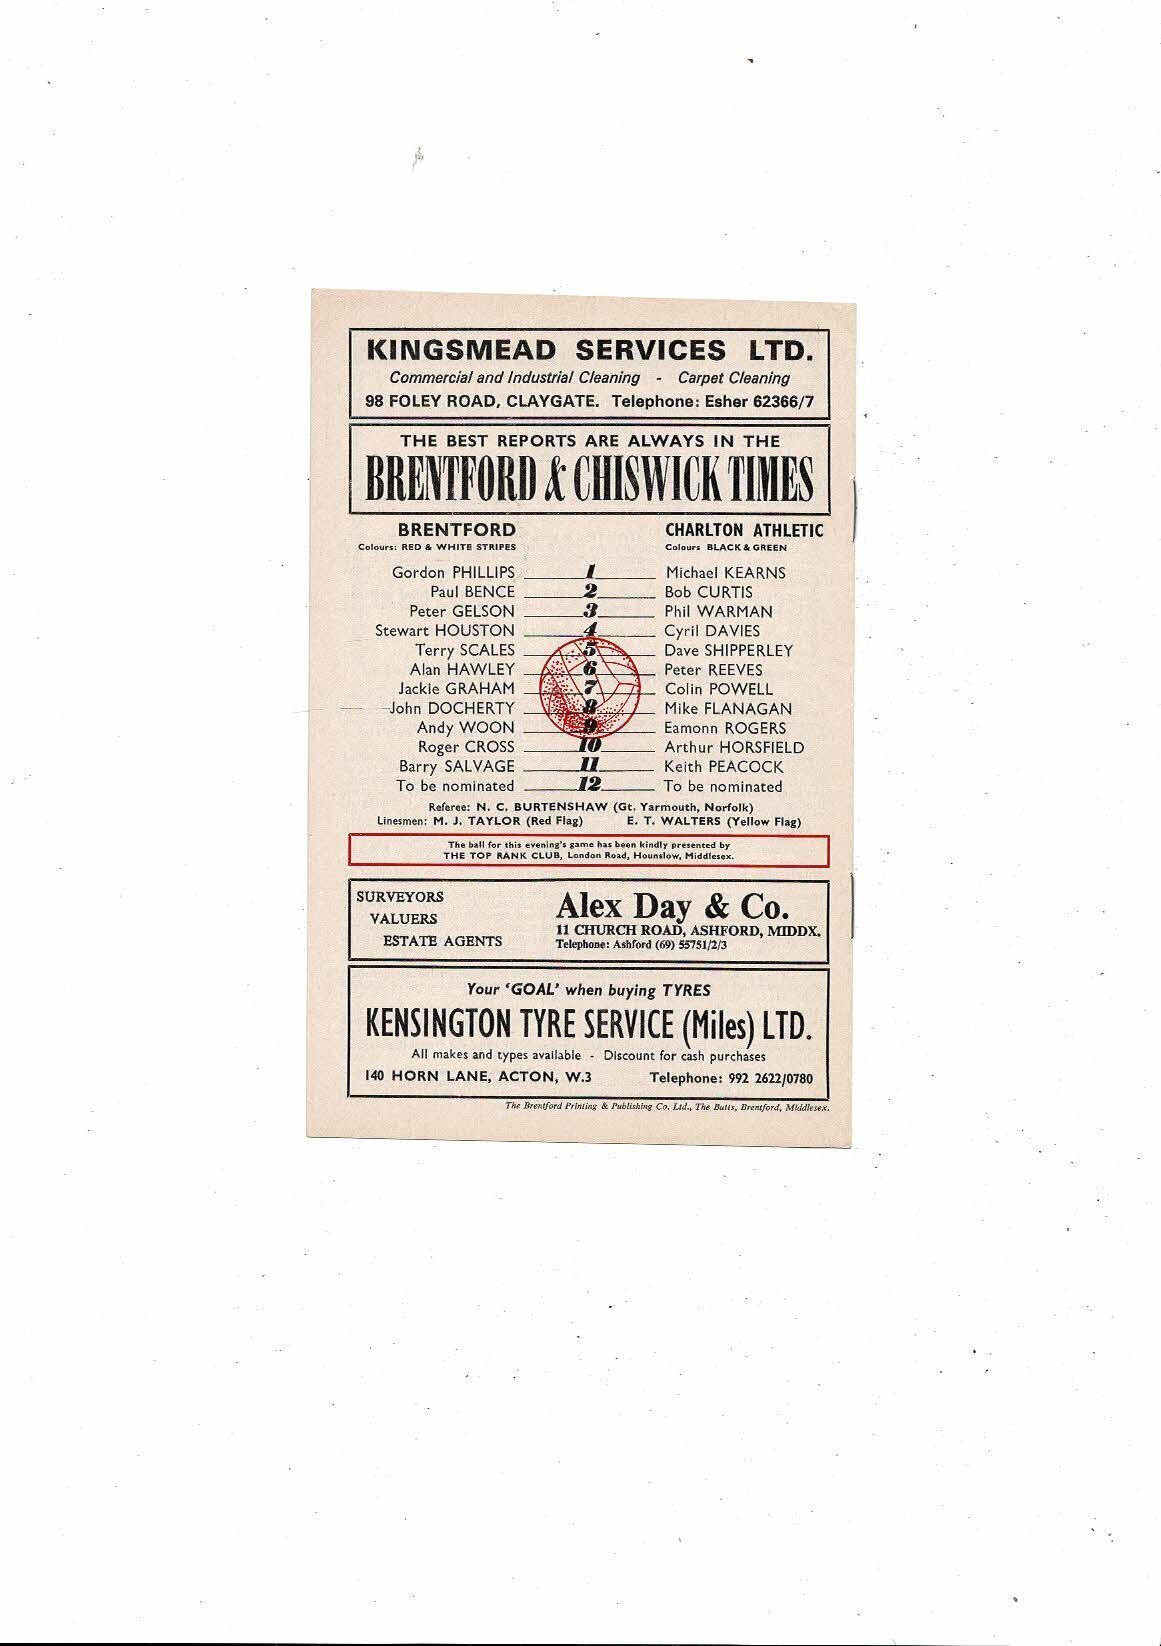 KINGSMEAD SERVICES LTD.
Commercial and Industrial Cleaning - Carpet Cleaning
98 FOLEY ROAD, CLAYGATE. Telephone: Esher 62366/7
THE BEST REPORTS ARE ALWAYS IN THE
BRENTFORD & CHISWICK TIMES
BRENTFORD CHARLTON ATHLETIC
Colours: RED & WHITE STRIPES Colours BLACK & GREEN
Gordon PHILLIPS 1 Michael KEARNS
Paul BENCE 2 Bob CURTIS
Peter GELSON 3 Phil WARMAN
Stewart HOUSTON 4 Cyril DAVIES
Terry SCALES 5 Dave SHIPPERLEY
Alan HAWLEY 6 Peter REEVES
Jackie GRAHAM 7 Colin POWELL
John DOCHERTY 8 Mike FLANAGAN
Andy WOON 9 Eamonn ROGERS
Roger CROSS 10 Arthur HORSFIELD
Barry SALVAGE 11 Keith PEACOCK
To be nominated 12 To be nominated
Referee: N. C. BURTENSHAW (Gt. Yarmouth, Norfolk)
Linesmen: M. J. TAYLOR (Red Flag) E. T. WALTERS (Yellow Flag)
The ball for this evening's game has been kindly presented by
THE TOP RANK CLUB, London Road, Hounslow, Middlesex.
SURVEYORS
VALUERS
ESTATE AGENTS
Alex Day & Co.
11 CHURCH ROAD, ASHFORD, MIDDX.
Telephone: Ashford (69) 55751/2/3
Your 'GOAL' when buying TYRES
KENSINGTON TYRE SERVICE (Miles) LTD.
All makes and types available - Discount for cash purchases
140 HORN LANE, ACTON, W.3 Telephone: 992 2622/0780
The Brentford Printing & Publishing Co. Ltd., The Butts, Brentford, Middlesex.